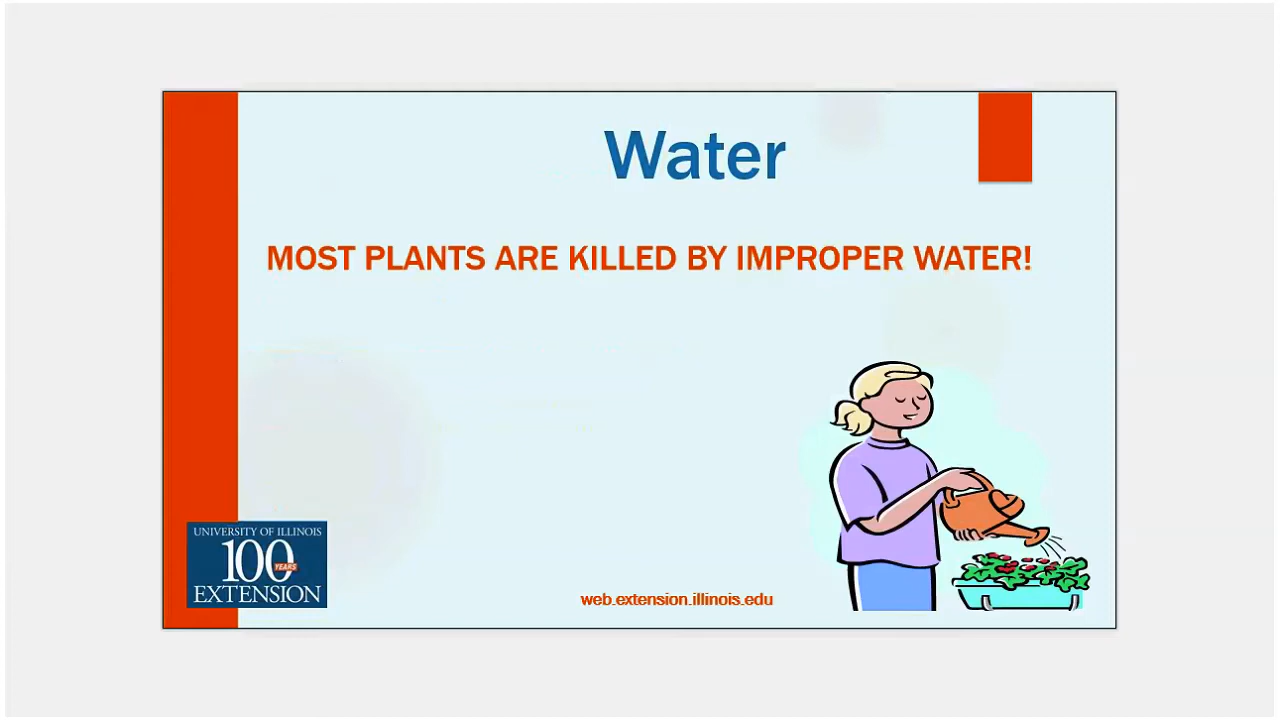 Water
MOST PLANTS ARE KILLED BY IMPROPER WATER!
UNIVERSITY OF ILLINOIS
100 YEARS
EXTENSION
web.extension.illinois.edu